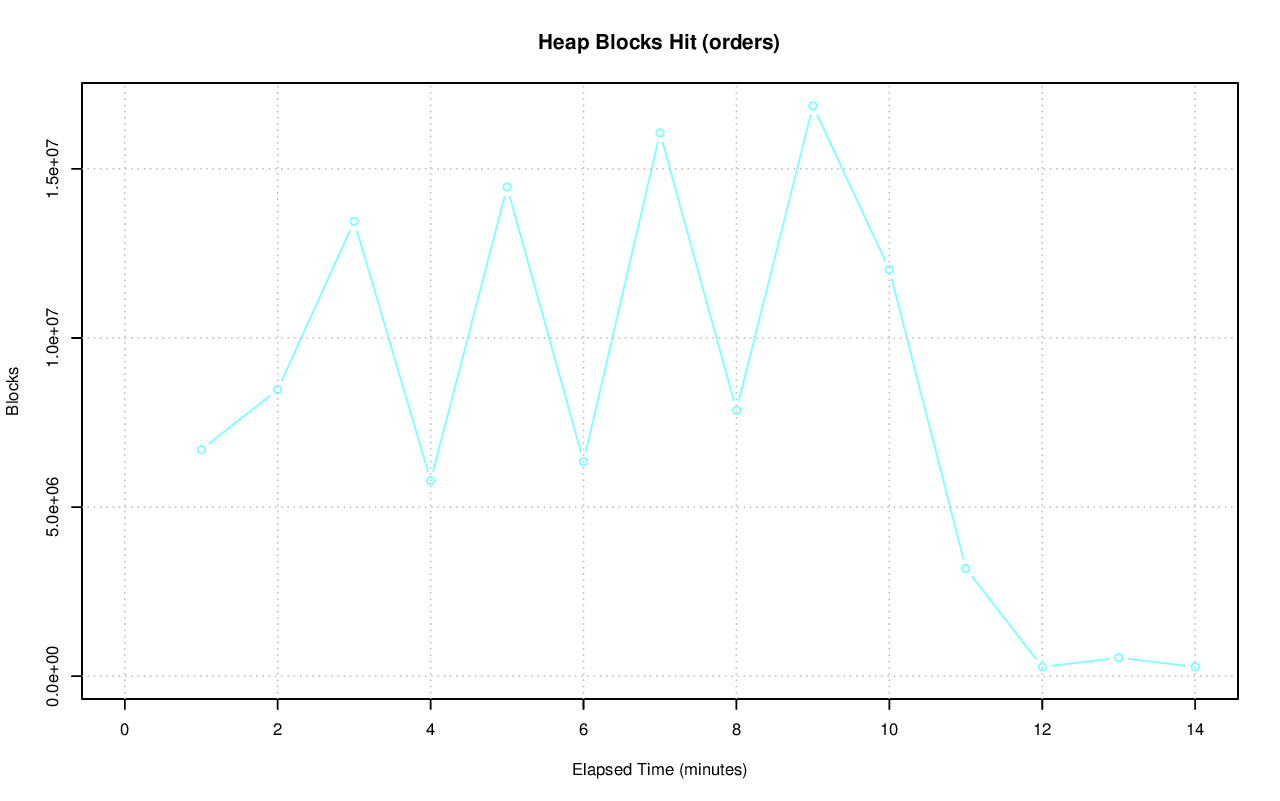 Heap Blocks Hit (orders)
1.5e+07
1.0e+07
5.0e+06
0.0e+00
Blocks
0 2 4 6 8 10 12 14
Elapsed Time (minutes)